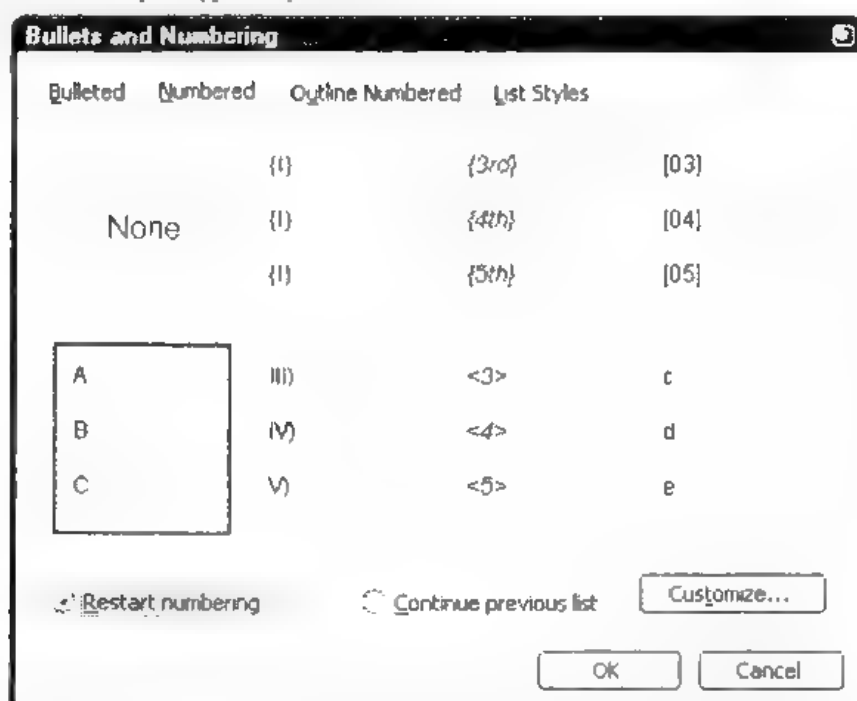 Bullets and Numbering
Bulleted Numbered Outline Numbered List Styles
None
{I} {3rd} [03]
{I} {4th} [04]
{I} {5th} [05]
A III) <3> c
B IV) <4> d
C V) <5> e
Restart numbering Continue previous list Customize...
OK Cancel